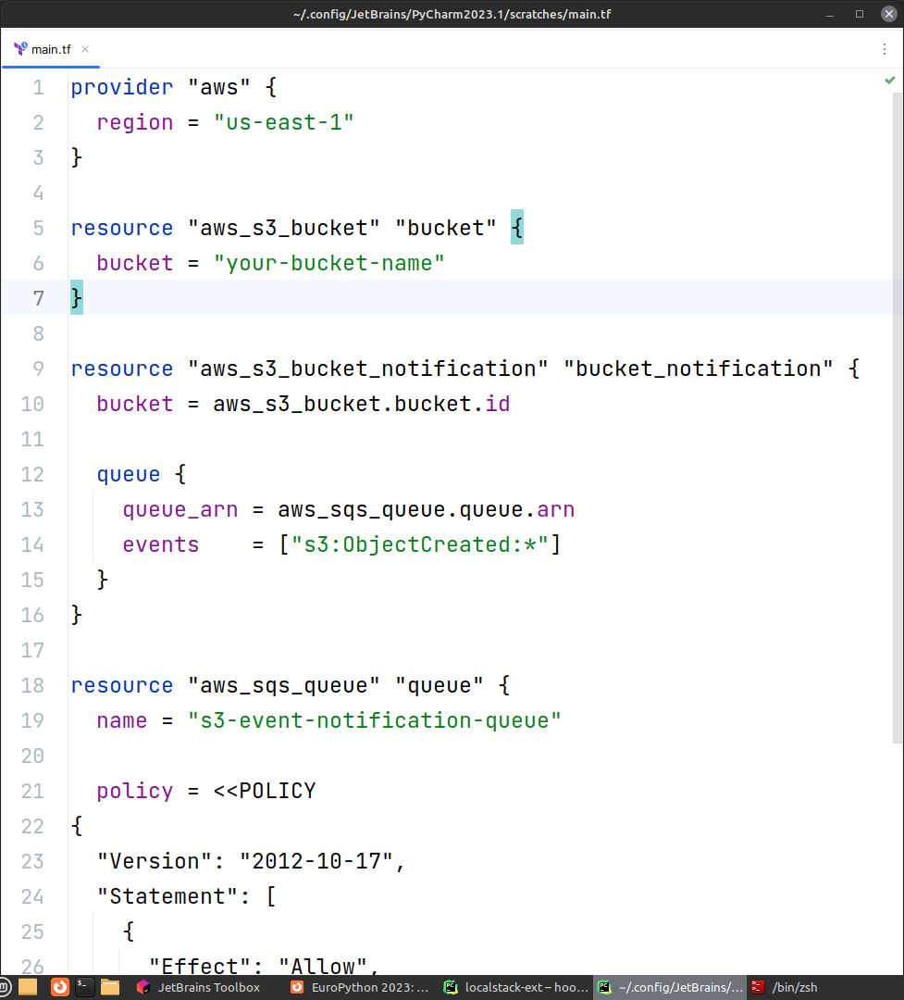 ~/.config/JetBrains/PyCharm2023.1/scratches/main.tf
main.tf
1 provider "aws" {
2   region = "us-east-1"
3 }
4
5 resource "aws_s3_bucket" "bucket" {
6   bucket = "your-bucket-name"
7 }
8
9 resource "aws_s3_bucket_notification" "bucket_notification" {
10   bucket = aws_s3_bucket.bucket.id
11
12   queue {
13     queue_arn = aws_sqs_queue.queue.arn
14     events    = ["s3:ObjectCreated:*"]
15   }
16 }
17
18 resource "aws_sqs_queue" "queue" {
19   name = "s3-event-notification-queue"
20
21   policy = <<POLICY
22 {
23   "Version": "2012-10-17",
24   "Statement": [
25     {
26       "Effect": "Allow",
JetBrains Toolbox EuroPython 2023: ... localstack-ext – hoo... ~/.config/JetBrains/... /bin/zsh